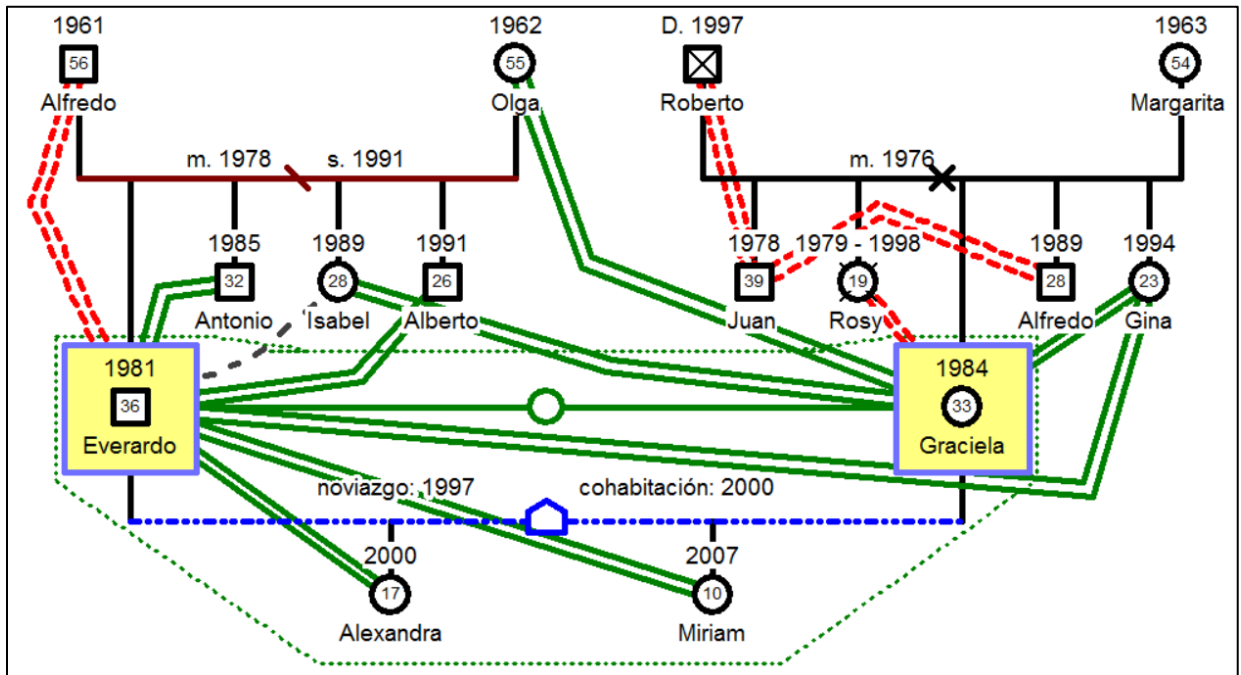 1961
56
Alfredo
1962
55
Olga
D. 1997
Roberto
1963
54
Margarita
m. 1978
s. 1991
m. 1976
1985
32
Antonio
1989
28
Isabel
1991
26
Alberto
1978
39
Juan
1979 - 1998
19
Rosy
1989
28
Alfredo
1994
23
Gina
1981
36
Everardo
1984
33
Graciela
noviazgo: 1997
cohabitación: 2000
2000
17
Alexandra
2007
10
Miriam